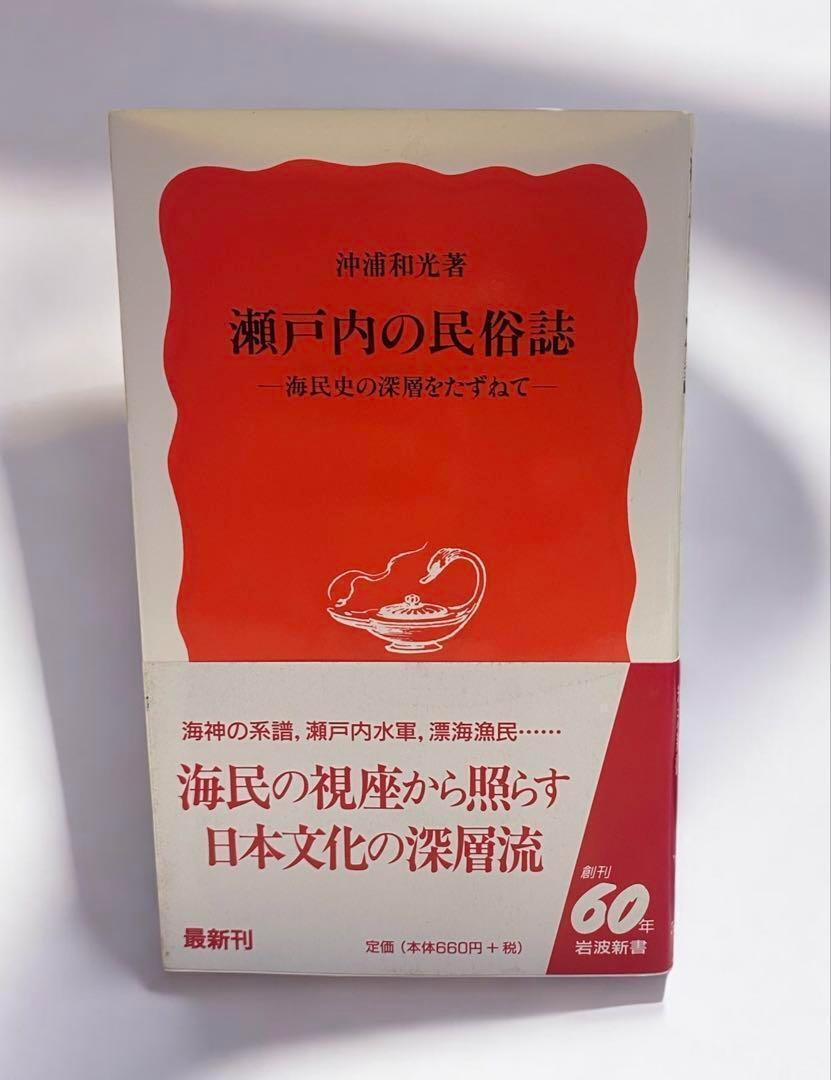 沖浦和光著
瀬戸内の民俗誌
―海民史の深層をたずねて―
海神の系譜,瀬戸内水軍,漂海漁民……
海民の視座から照らす
日本文化の深層流
最新刊
定価(本体660円+税)
創刊
60年
岩波新書